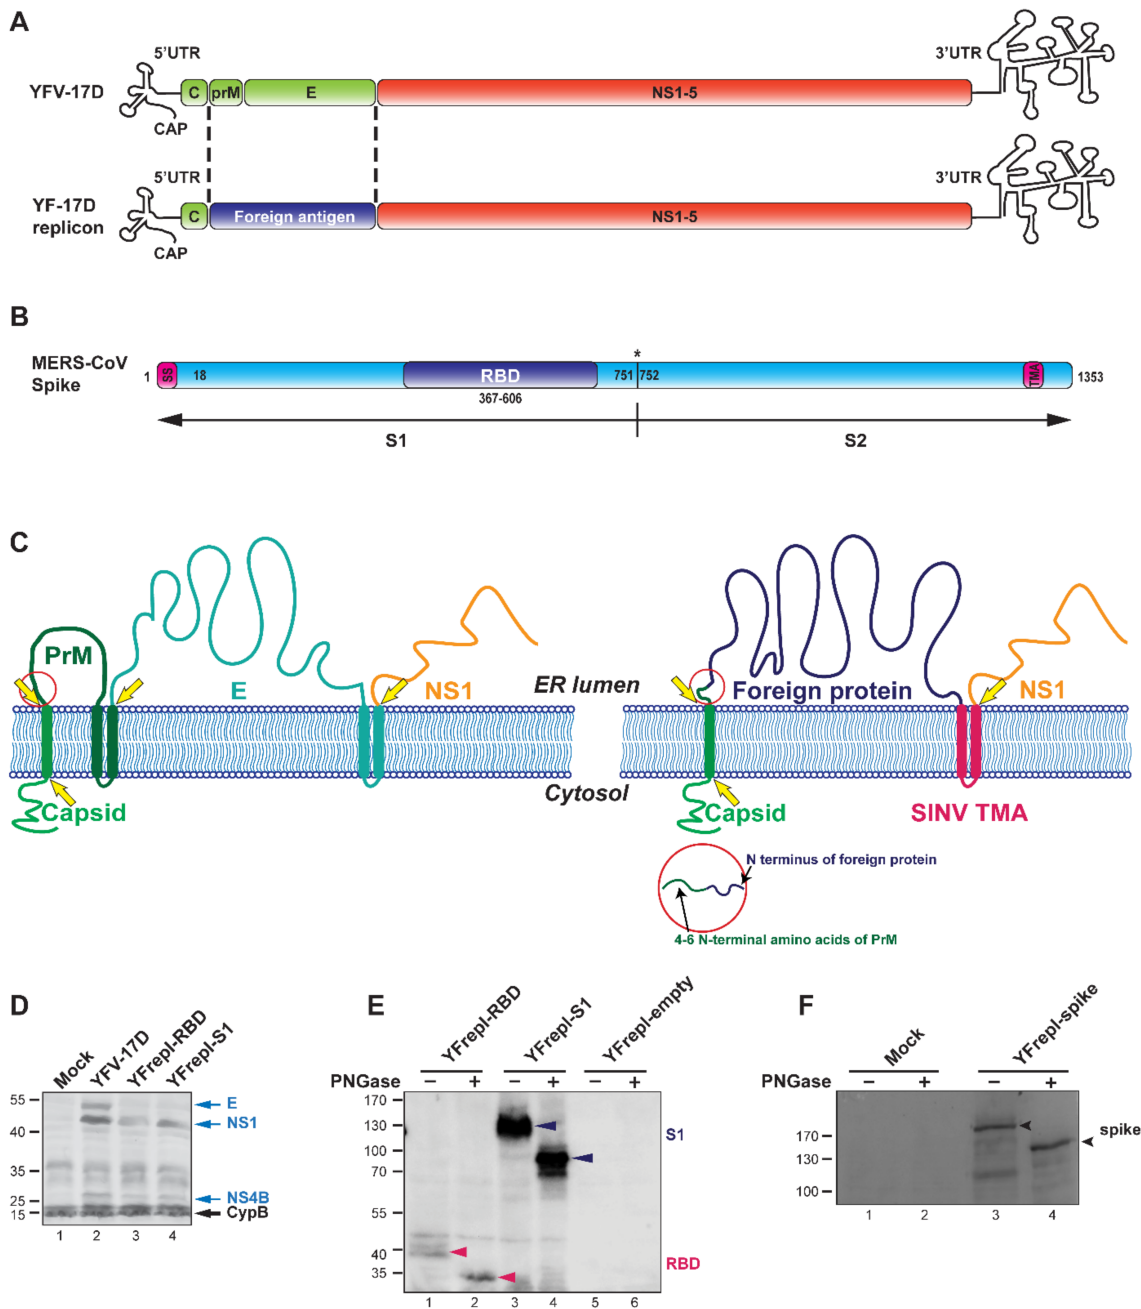 A
5'UTR
3'UTR
YFV-17D
C
prM
E
NS1-5
CAP
5'UTR
3'UTR
YF-17D
replicon
C
Foreign antigen
NS1-5
CAP
B
MERS-CoV
Spike
*
1
SS
18
RBD
751
752
TMA
1353
367-606
S1
S2
C
PrM
E
NS1
ER lumen
Foreign protein
NS1
Cytosol
Capsid
Capsid
SINV TMA
N terminus of foreign protein
4-6 N-terminal amino acids of PrM
D
Mock
YFV-17D
YFrepl-RBD
YFrepl-S1
55
40
35
25
15
E
NS1
NS4B
CypB
1 2 3 4
E
YFrepl-RBD
YFrepl-S1
YFrepl-empty
PNGase − + − + − +
170
130
100
70
55
40
35
S1
RBD
1 2 3 4 5 6
F
Mock
YFrepl-spike
PNGase − + − +
170
130
100
spike
1 2 3 4